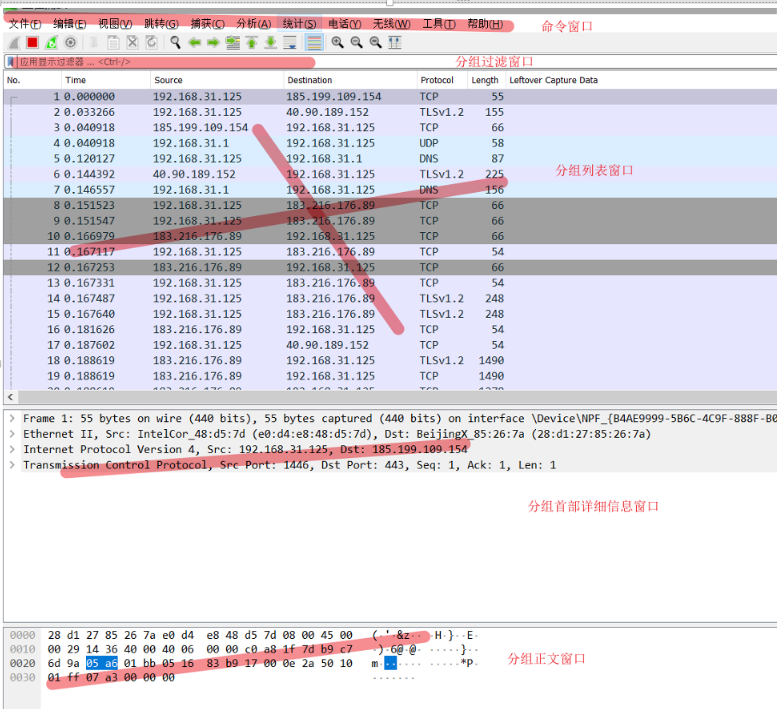 文件(F) 编辑(E) 视图(V) 跳转(G) 捕获(C) 分析(A) 统计(S) 电话(Y) 无线(W) 工具(T) 帮助(H) 命令窗口
应用显示过滤器 … <Ctrl-/> 分组过滤窗口
No. Time Source Destination Protocol Length Leftover Capture Data
1 0.000000 192.168.31.125 185.199.109.154 TCP 55
2 0.033266 192.168.31.125 40.90.189.152 TLSv1.2 155
3 0.040918 185.199.109.154 192.168.31.125 TCP 66
4 0.040918 192.168.31.1 192.168.31.125 UDP 58
5 0.120127 192.168.31.125 192.168.31.1 DNS 87
6 0.144392 40.90.189.152 192.168.31.125 TLSv1.2 225 分组列表窗口
7 0.146557 192.168.31.1 192.168.31.125 DNS 156
8 0.151523 192.168.31.125 183.216.176.89 TCP 66
9 0.151547 192.168.31.125 183.216.176.89 TCP 66
10 0.166979 183.216.176.89 192.168.31.125 TCP 66
11 0.167117 192.168.31.125 183.216.176.89 TCP 54
12 0.167253 183.216.176.89 192.168.31.125 TCP 66
13 0.167331 192.168.31.125 183.216.176.89 TCP 54
14 0.167487 192.168.31.125 183.216.176.89 TLSv1.2 248
15 0.167640 192.168.31.125 183.216.176.89 TLSv1.2 248
16 0.181626 183.216.176.89 192.168.31.125 TCP 54
17 0.187602 192.168.31.125 40.90.189.152 TCP 54
18 0.188619 183.216.176.89 192.168.31.125 TLSv1.2 1490
19 0.188619 183.216.176.89 192.168.31.125 TCP 1490
Frame 1: 55 bytes on wire (440 bits), 55 bytes captured (440 bits) on interface \Device\NPF_{B4AE9999-5B6C-4C9F-888F-B0
Ethernet II, Src: IntelCor_48:d5:7d (e0:d4:e8:48:d5:7d), Dst: BeijingX_85:26:7a (28:d1:27:85:26:7a)
Internet Protocol Version 4, Src: 192.168.31.125, Dst: 185.199.109.154
Transmission Control Protocol, Src Port: 1446, Dst Port: 443, Seq: 1, Ack: 1, Len: 1
分组首部详细信息窗口
0000 28 d1 27 85 26 7a e0 d4 e8 48 d5 7d 08 00 45 00 (·'·&z·· ·H·}··E·
0010 00 29 14 36 40 00 40 06 00 00 c0 a8 1f 7d b9 c7 ·)·6@·@· ·····}··
0020 6d 9a 05 a6 01 bb 05 16 83 b9 17 00 0e 2a 50 10 m······· ·····*P· 分组正文窗口
0030 01 ff 07 a3 00 00 00 ·······